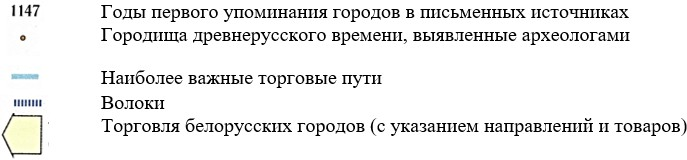 1147 Годы первого упоминания городов в письменных источниках
Городища древнерусского времени, выявленные археологами
Наиболее важные торговые пути
Волоки
Торговля белорусских городов (с указанием направлений и товаров)